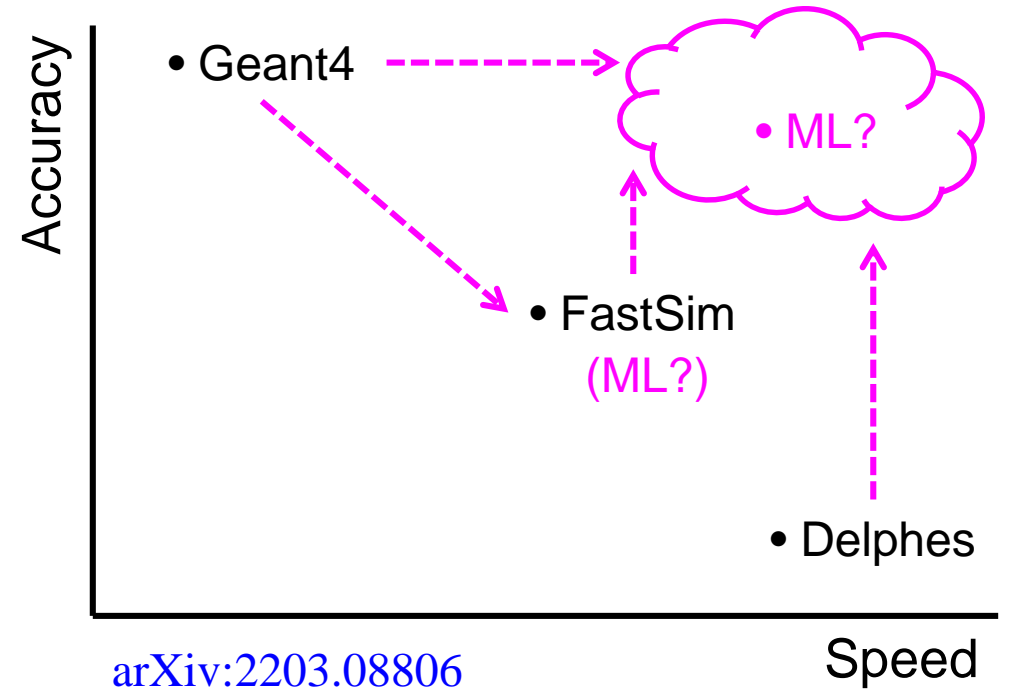 Accuracy
• Geant4
• ML?
• FastSim
(ML?)
• Delphes
Speed
arXiv:2203.08806